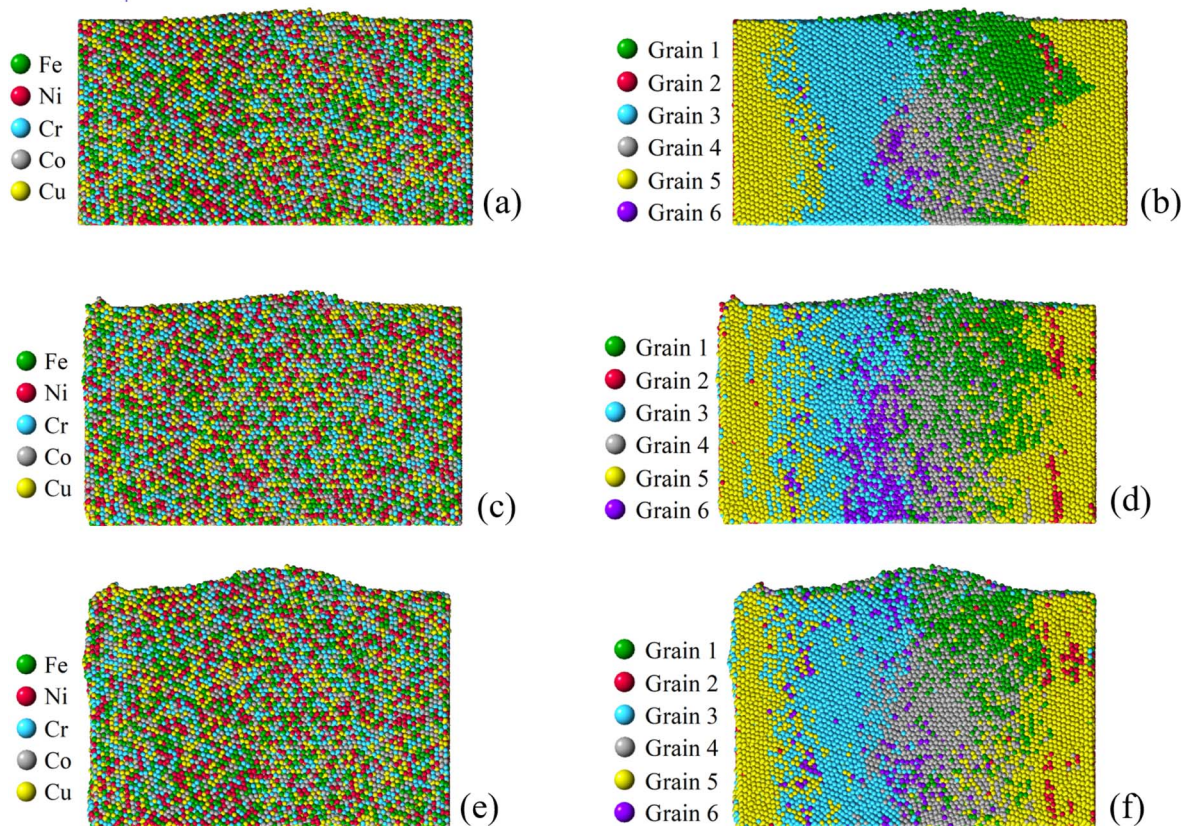 Fe
Ni
Cr
Co
Cu
(a)
Grain 1
Grain 2
Grain 3
Grain 4
Grain 5
Grain 6
(b)
Fe
Ni
Cr
Co
Cu
(c)
Grain 1
Grain 2
Grain 3
Grain 4
Grain 5
Grain 6
(d)
Fe
Ni
Cr
Co
Cu
(e)
Grain 1
Grain 2
Grain 3
Grain 4
Grain 5
Grain 6
(f)